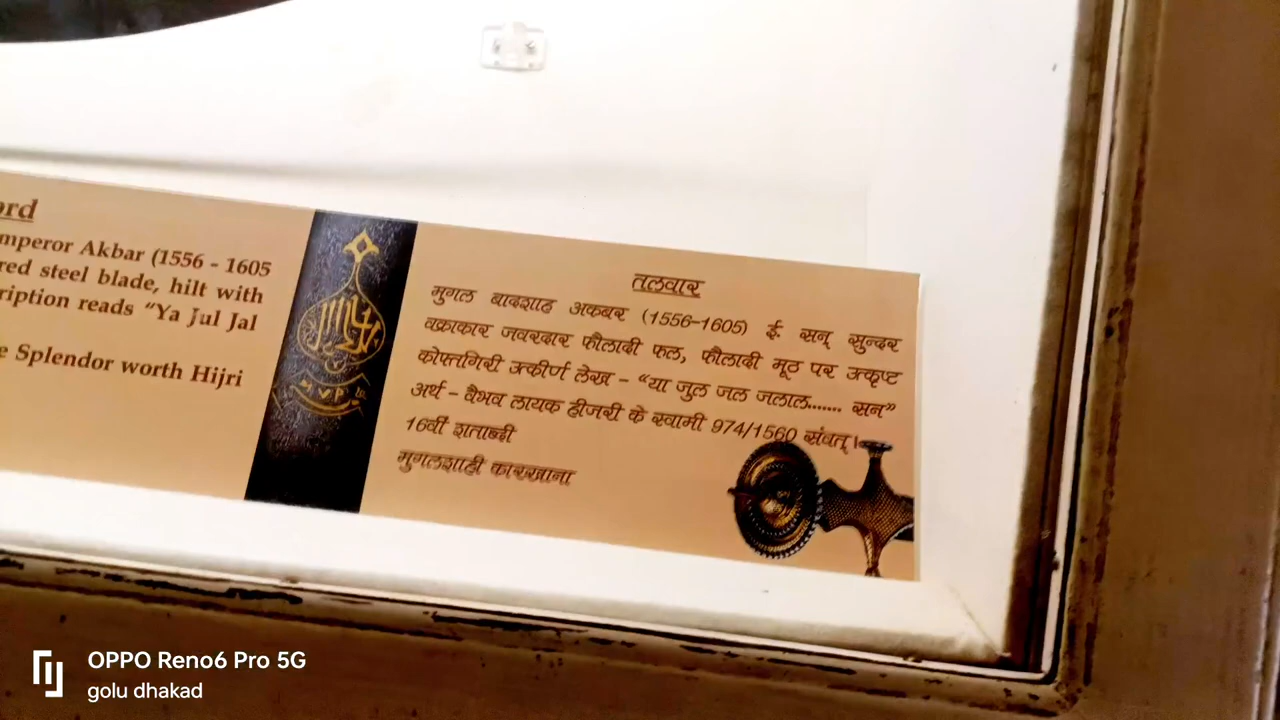 ord
mperor Akbar (1556 - 1605
red steel blade, hilt with
ription reads “Ya Jul Jal
e Splendor worth Hijri
तलवार
मुगल बादशाह अकबर (1556-1605) ई. सन् सुन्दर
वक्राकार जवरदार फौलादी फल, फौलादी मूठ पर उत्कृष्ट
कोफ्तगिरी उत्कीर्ण लेख - “या जुल जल जलाल....... सन”
अर्थ - वैभव लायक हीजरी के स्वामी 974/1560 संवत्।
16वीं शताब्दी
मुगलशाही कारखाना
OPPO Reno6 Pro 5G
golu dhakad